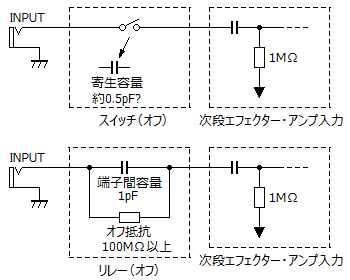 INPUT
1MΩ
寄生容量
約0.5pF?
スイッチ(オフ)
次段エフェクター・アンプ入力
INPUT
端子間容量
1pF
1MΩ
オフ抵抗
100MΩ以上
リレー(オフ)
次段エフェクター・アンプ入力